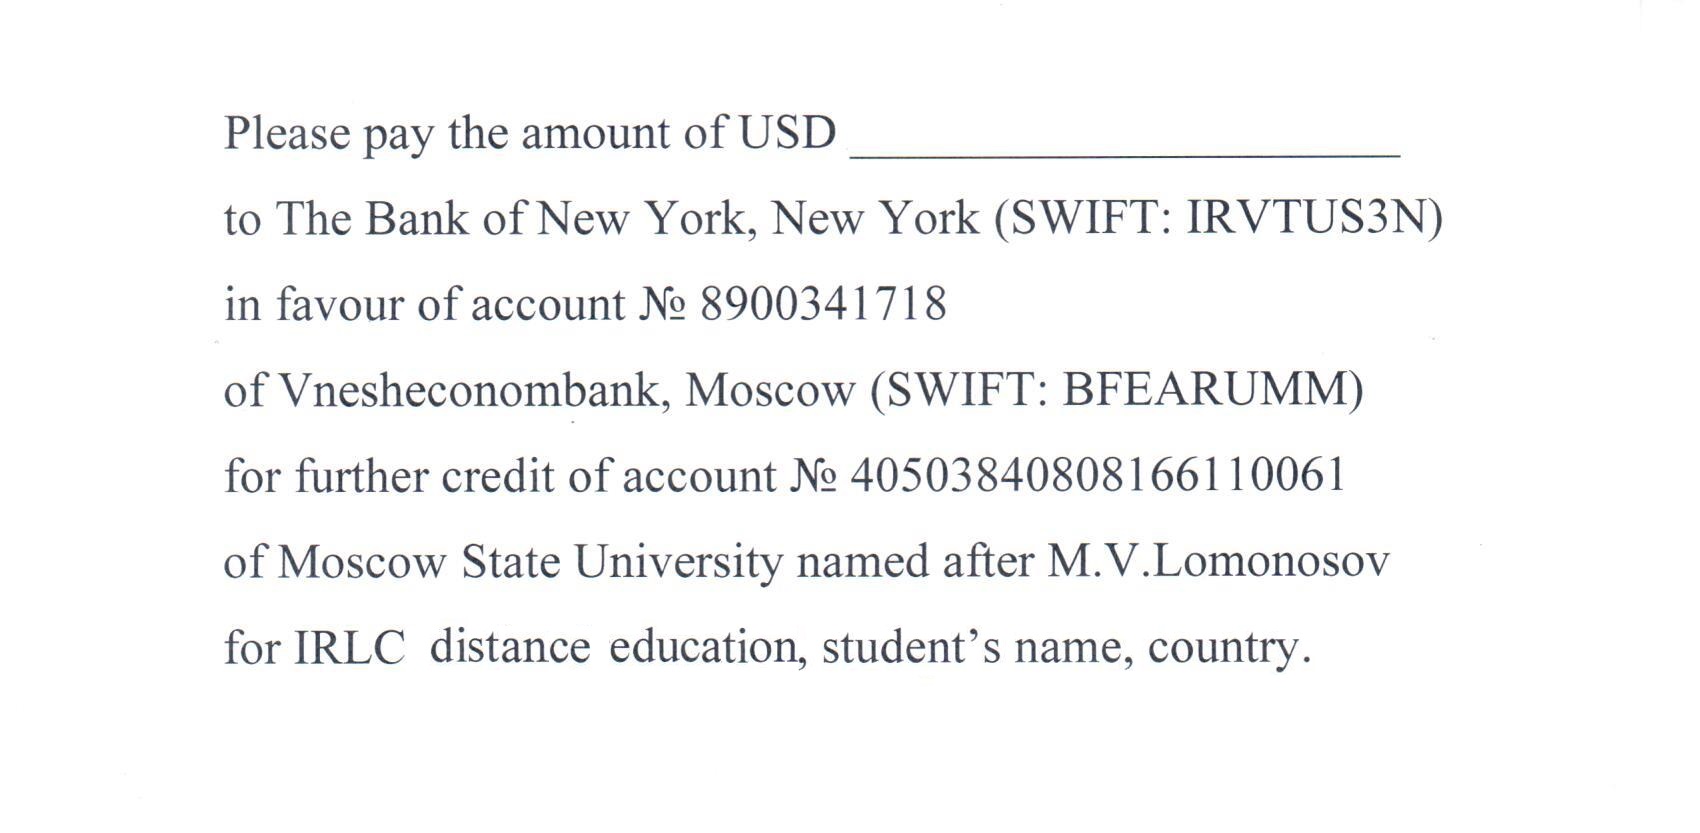 Please pay the amount of USD ______________________
to The Bank of New York, New York (SWIFT: IRVTUS3N)
in favour of account № 8900341718
of Vnesheconombank, Moscow (SWIFT: BFEARUMM)
for further credit of account № 40503840808166110061
of Moscow State University named after M.V.Lomonosov
for IRLC distance education, student’s name, country.